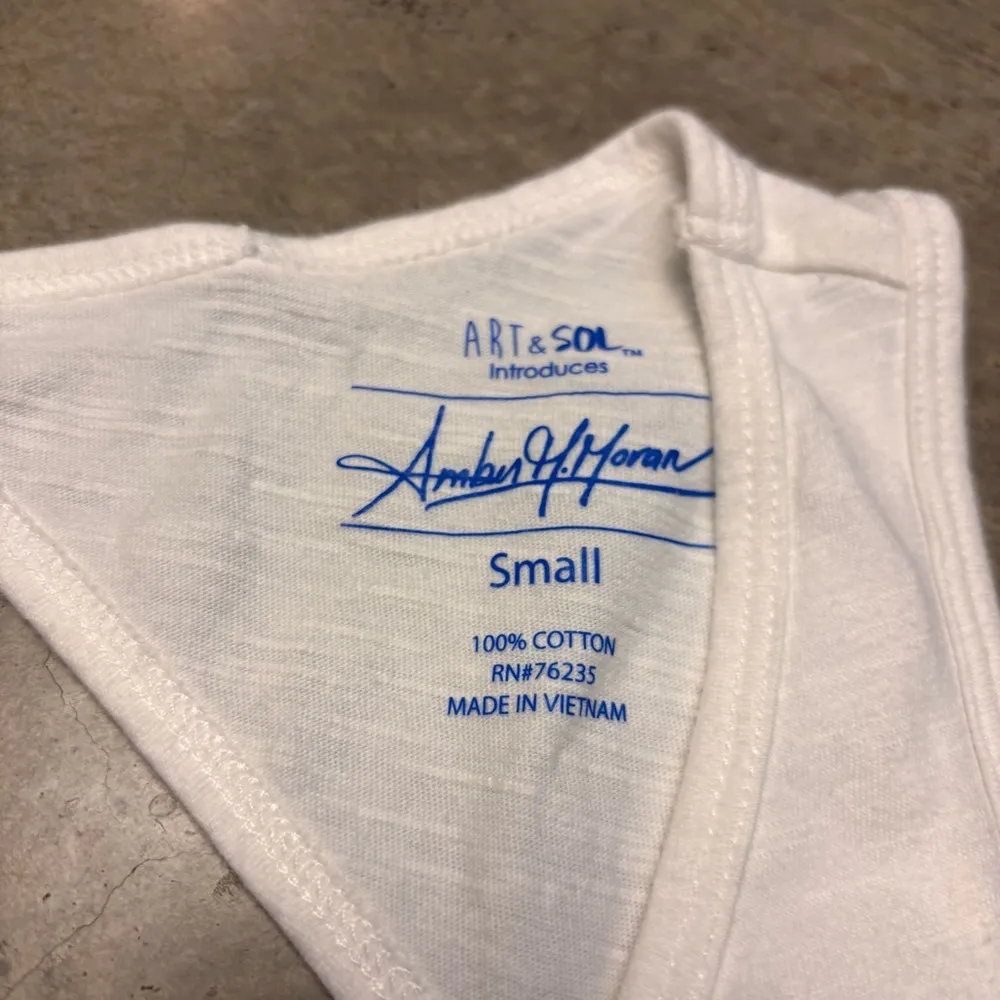 ART & SOL™
Introduces
Amber H. Moran
Small
100% COTTON
RN#76235
MADE IN VIETNAM